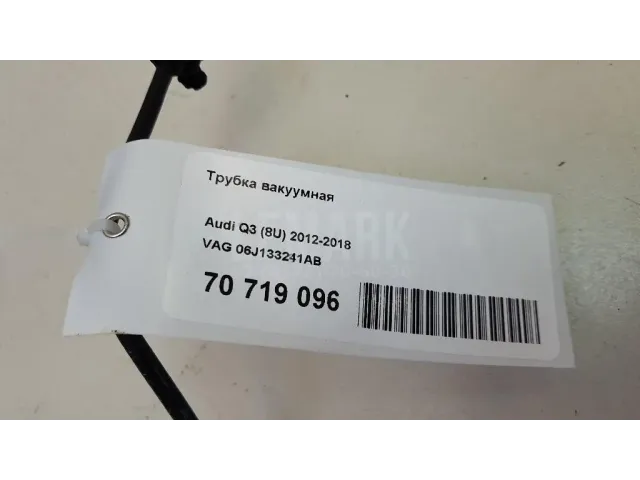 Трубка вакуумная
Audi Q3 (8U) 2012-2018
VAG 06J133241AB
70 719 096